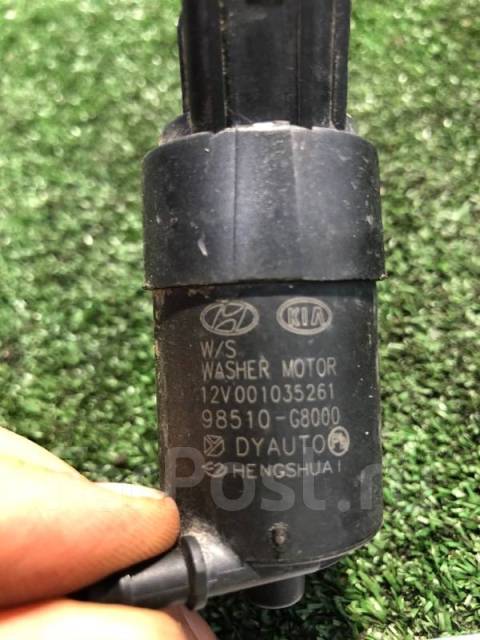 KIA
W/S
WASHER MOTOR
12V001035261
98510-G8000
DYAUTO
HENGSHUAI